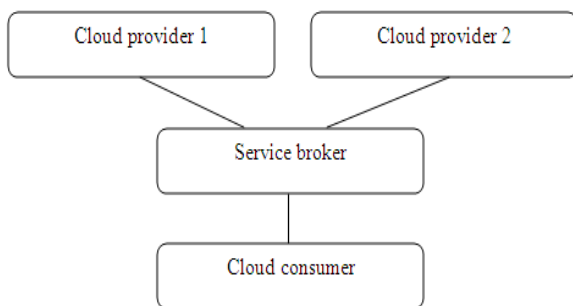 Cloud provider 1
Cloud provider 2
Service broker
Cloud consumer